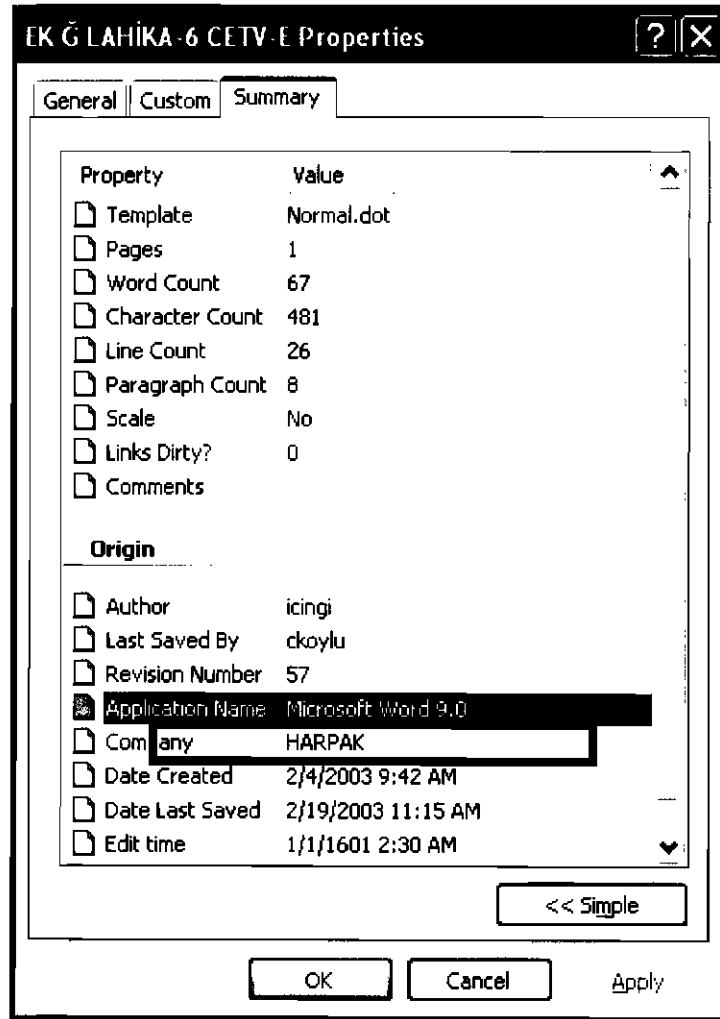 EK Ğ LAHİKA-6 CETV-E Properties
General Custom Summary
Property Value
Template Normal.dot
Pages 1
Word Count 67
Character Count 481
Line Count 26
Paragraph Count 8
Scale No
Links Dirty? 0
Comments
Origin
Author icingi
Last Saved By ckoylu
Revision Number 57
Application Name Microsoft Word 9.0
Company HARPAK
Date Created 2/4/2003 9:42 AM
Date Last Saved 2/19/2003 11:15 AM
Edit time 1/1/1601 2:30 AM
<< Simple
OK Cancel Apply